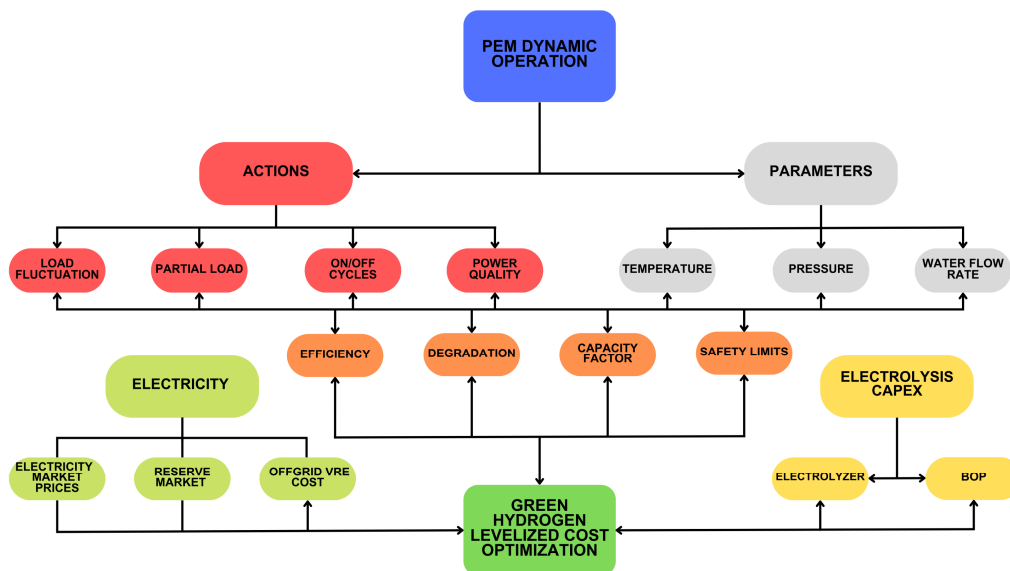 PEM DYNAMIC
OPERATION
ACTIONS
PARAMETERS
LOAD
FLUCTUATION
PARTIAL LOAD
ON/OFF
CYCLES
POWER
QUALITY
TEMPERATURE
PRESSURE
WATER FLOW
RATE
EFFICIENCY
DEGRADATION
CAPACITY
FACTOR
SAFETY LIMITS
ELECTRICITY
ELECTROLYSIS
CAPEX
ELECTRICITY
MARKET
PRICES
RESERVE
MARKET
OFFGRID VRE
COST
ELECTROLYZER
BOP
GREEN
HYDROGEN
LEVELIZED COST
OPTIMIZATION